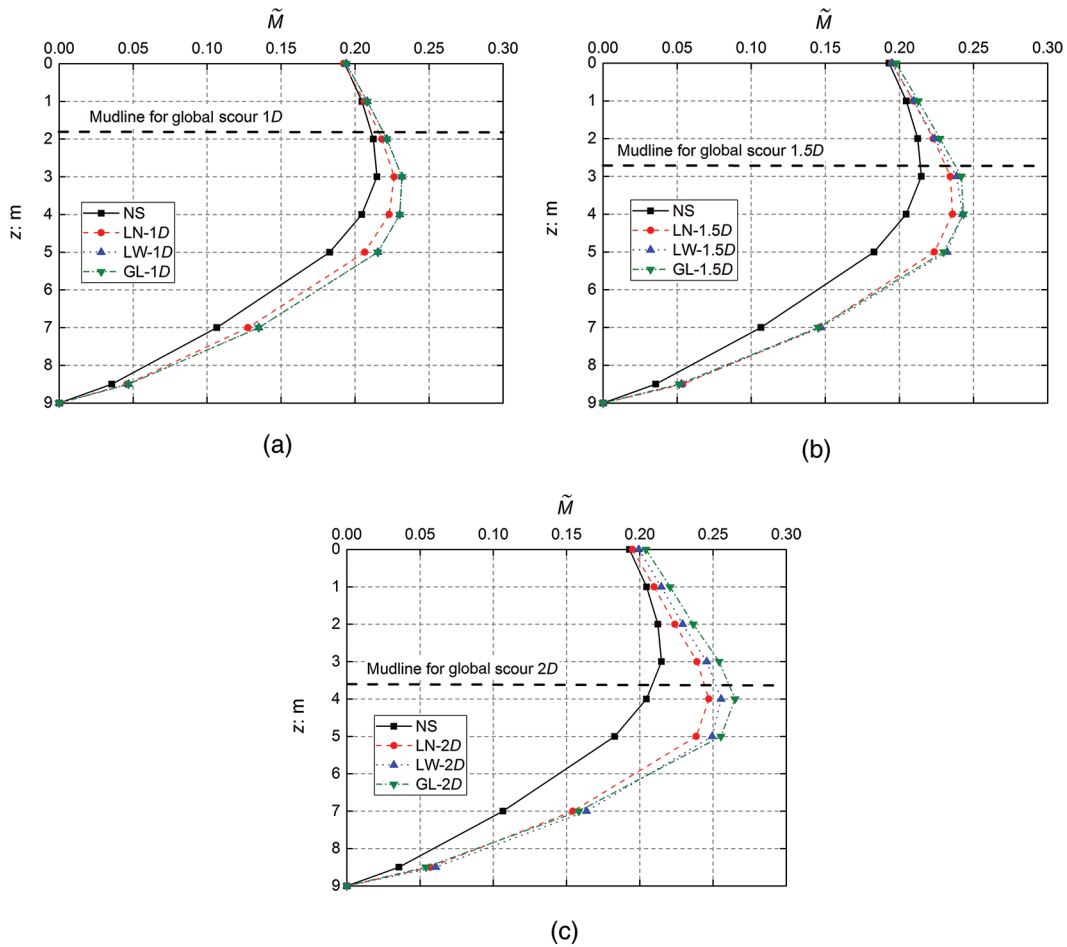 M̃
0.00 0.05 0.10 0.15 0.20 0.25 0.30
0
1
2
3
4
5
6
7
8
9
z: m
Mudline for global scour 1D
NS
LN-1D
LW-1D
GL-1D
(a)
M̃
0.00 0.05 0.10 0.15 0.20 0.25 0.30
0
1
2
3
4
5
6
7
8
9
z: m
Mudline for global scour 1.5D
NS
LN-1.5D
LW-1.5D
GL-1.5D
(b)
M̃
0.00 0.05 0.10 0.15 0.20 0.25 0.30
0
1
2
3
4
5
6
7
8
9
z: m
Mudline for global scour 2D
NS
LN-2D
LW-2D
GL-2D
(c)